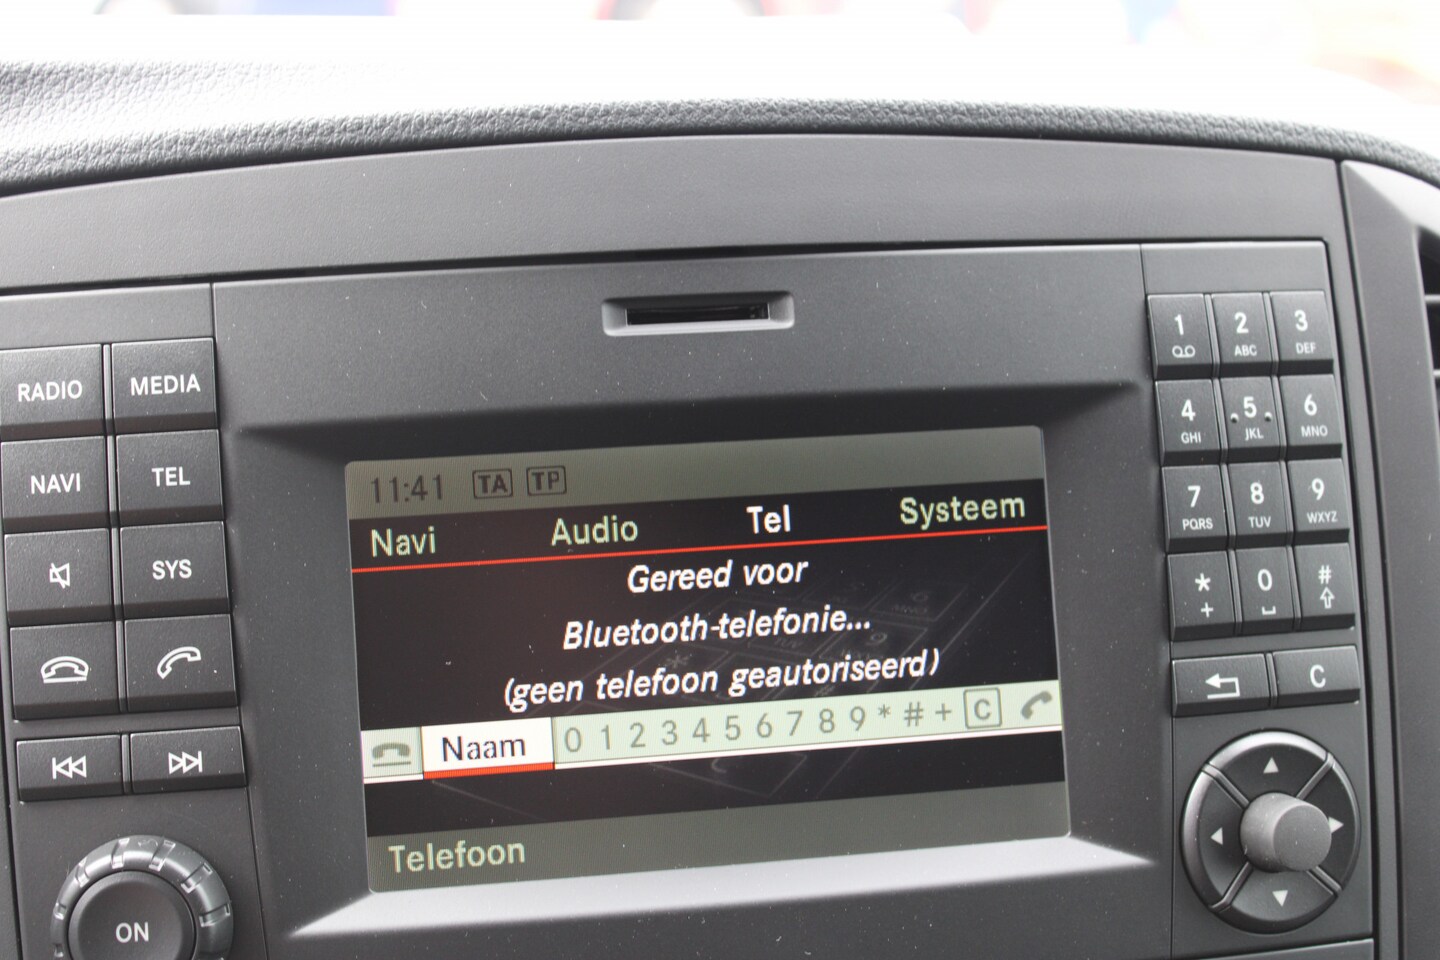 RADIO MEDIA
NAVI TEL
SYS
ON
11:41 TA TP
Navi Audio Tel Systeem
Gereed voor
Bluetooth-telefonie...
(geen telefoon geautoriseerd)
Naam 0 1 2 3 4 5 6 7 8 9 * # + C
Telefoon
1 2 3
ABC DEF
4 5 6
GHI JKL MNO
7 8 9
PQRS TUV WXYZ
* 0 #
+
C